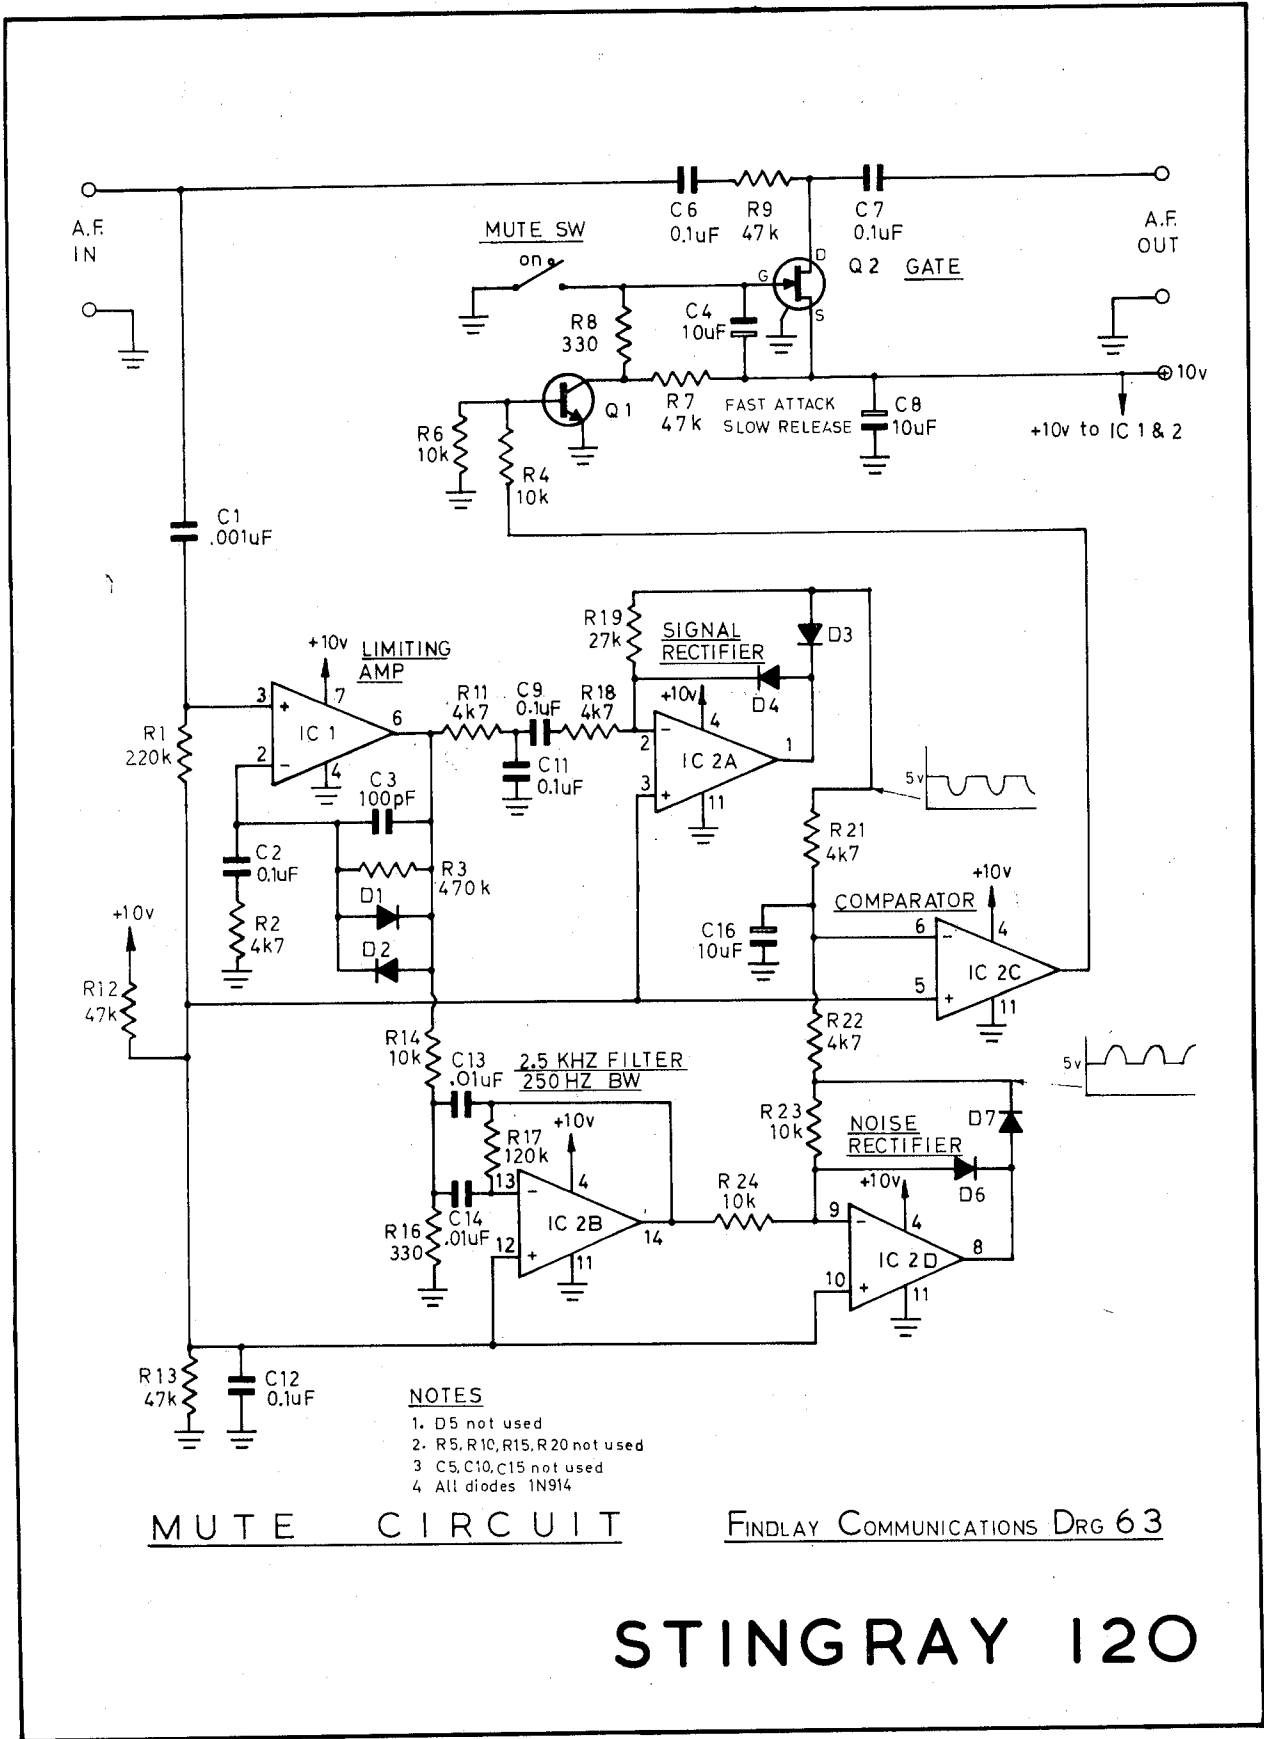 A.F. IN
C6 0.1uF
R9 47k
C7 0.1uF
A.F. OUT
MUTE SW
on
G
D
S
Q2 GATE
R8 330
C4 10uF
Q1
R7 47k
FAST ATTACK
SLOW RELEASE
C8 10uF
10v
+10v to IC 1 & 2
R6 10k
R4 10k
C1 .001uF
R19 27k
SIGNAL
RECTIFIER
D3
D4
+10v
LIMITING
AMP
3
+
7
IC 1
6
2
-
4
R1 220k
R11 4k7
C9 0.1uF
R18 4k7
C11 0.1uF
+10v
4
2
-
IC 2A
1
3
+
11
5v
C3 100pF
R3 470k
D1
D2
C2 0.1uF
R2 4k7
+10v
R12 47k
R21 4k7
C16 10uF
COMPARATOR
+10v
6
-
4
IC 2C
5
+
11
R22 4k7
5v
R14 10k
C13 .01uF
2.5 KHZ FILTER
250 HZ BW
R17 120k
+10v
13
-
4
IC 2B
14
12
+
11
C14 .01uF
R16 330
R23 10k
NOISE
RECTIFIER
D7
D6
R24 10k
+10v
9
-
4
IC 2D
8
10
+
11
R13 47k
C12 0.1uF
NOTES
1. D5 not used
2. R5, R10, R15, R20 not used
3 C5, C10, C15 not used
4 All diodes 1N914
MUTE CIRCUIT
FINDLAY COMMUNICATIONS DRG 63
STINGRAY 120